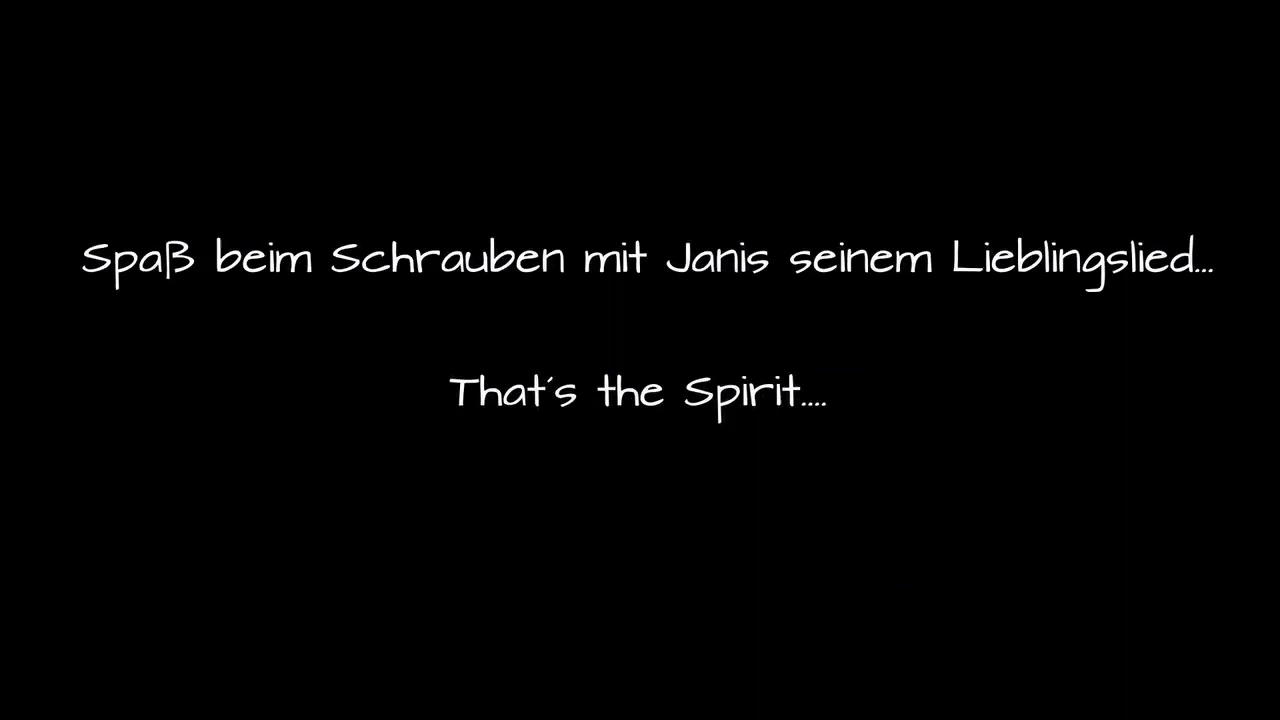 Spaß beim Schrauben mit Janis seinem Lieblingslied...
That's the Spirit....